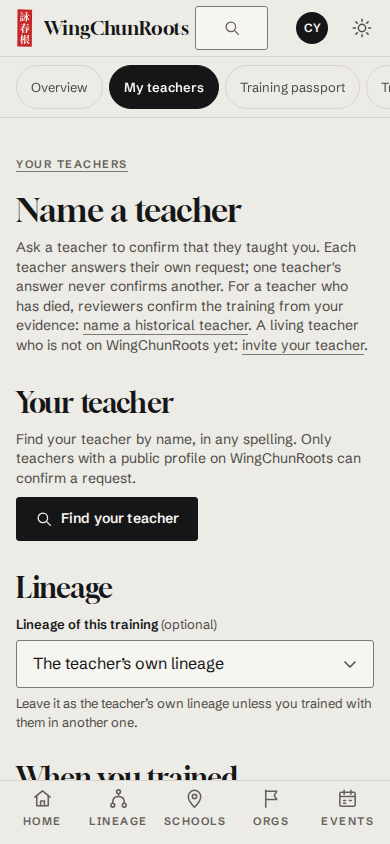 詠春根
WingChunRoots
CY
Overview
My teachers
Training passport
Tr
YOUR TEACHERS
Name a teacher
Ask a teacher to confirm that they taught you. Each
teacher answers their own request; one teacher's
answer never confirms another. For a teacher who
has died, reviewers confirm the training from your
evidence: name a historical teacher. A living teacher
who is not on WingChunRoots yet: invite your teacher.
Your teacher
Find your teacher by name, in any spelling. Only
teachers with a public profile on WingChunRoots can
confirm a request.
Find your teacher
Lineage
Lineage of this training (optional)
The teacher’s own lineage
Leave it as the teacher’s own lineage unless you trained with
them in another one.
When you trained
HOME
LINEAGE
SCHOOLS
ORGS
EVENTS